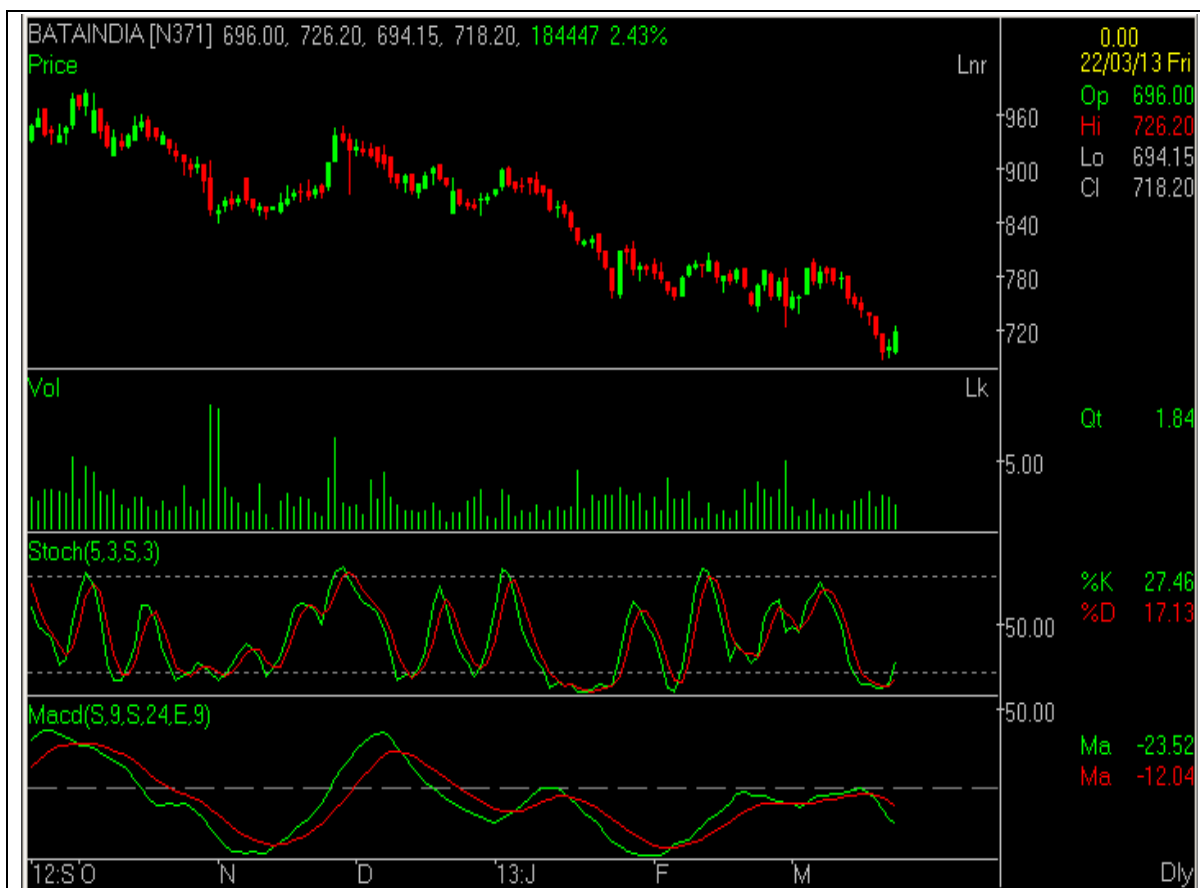 BATAINDIA [N371] 696.00, 726.20, 694.15, 718.20, 184447 2.43%
0.00
22/03/13 Fri
Price
Lnr
Op 696.00
Hi 726.20
Lo 694.15
Cl 718.20
960
900
840
780
720
Vol
Lk
Qt 1.84
5.00
Stoch(5,3,S,3)
%K 27.46
%D 17.13
50.00
Macd(S,9,S,24,E,9)
50.00
Ma -23.52
Ma -12.04
12:S O N D 13:J F M Dly